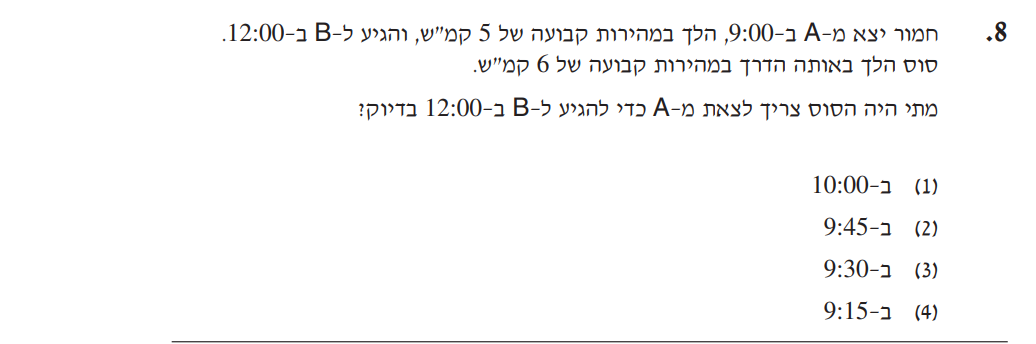 8. חמור יצא מ-A ב-9:00, הלך במהירות קבועה של 5 קמ"ש, והגיע ל-B ב-12:00.
סוס הלך באותה הדרך במהירות קבועה של 6 קמ"ש.
מתי היה הסוס צריך לצאת מ-A כדי להגיע ל-B ב-12:00 בדיוק?
(1) ב-10:00
(2) ב-9:45
(3) ב-9:30
(4) ב-9:15